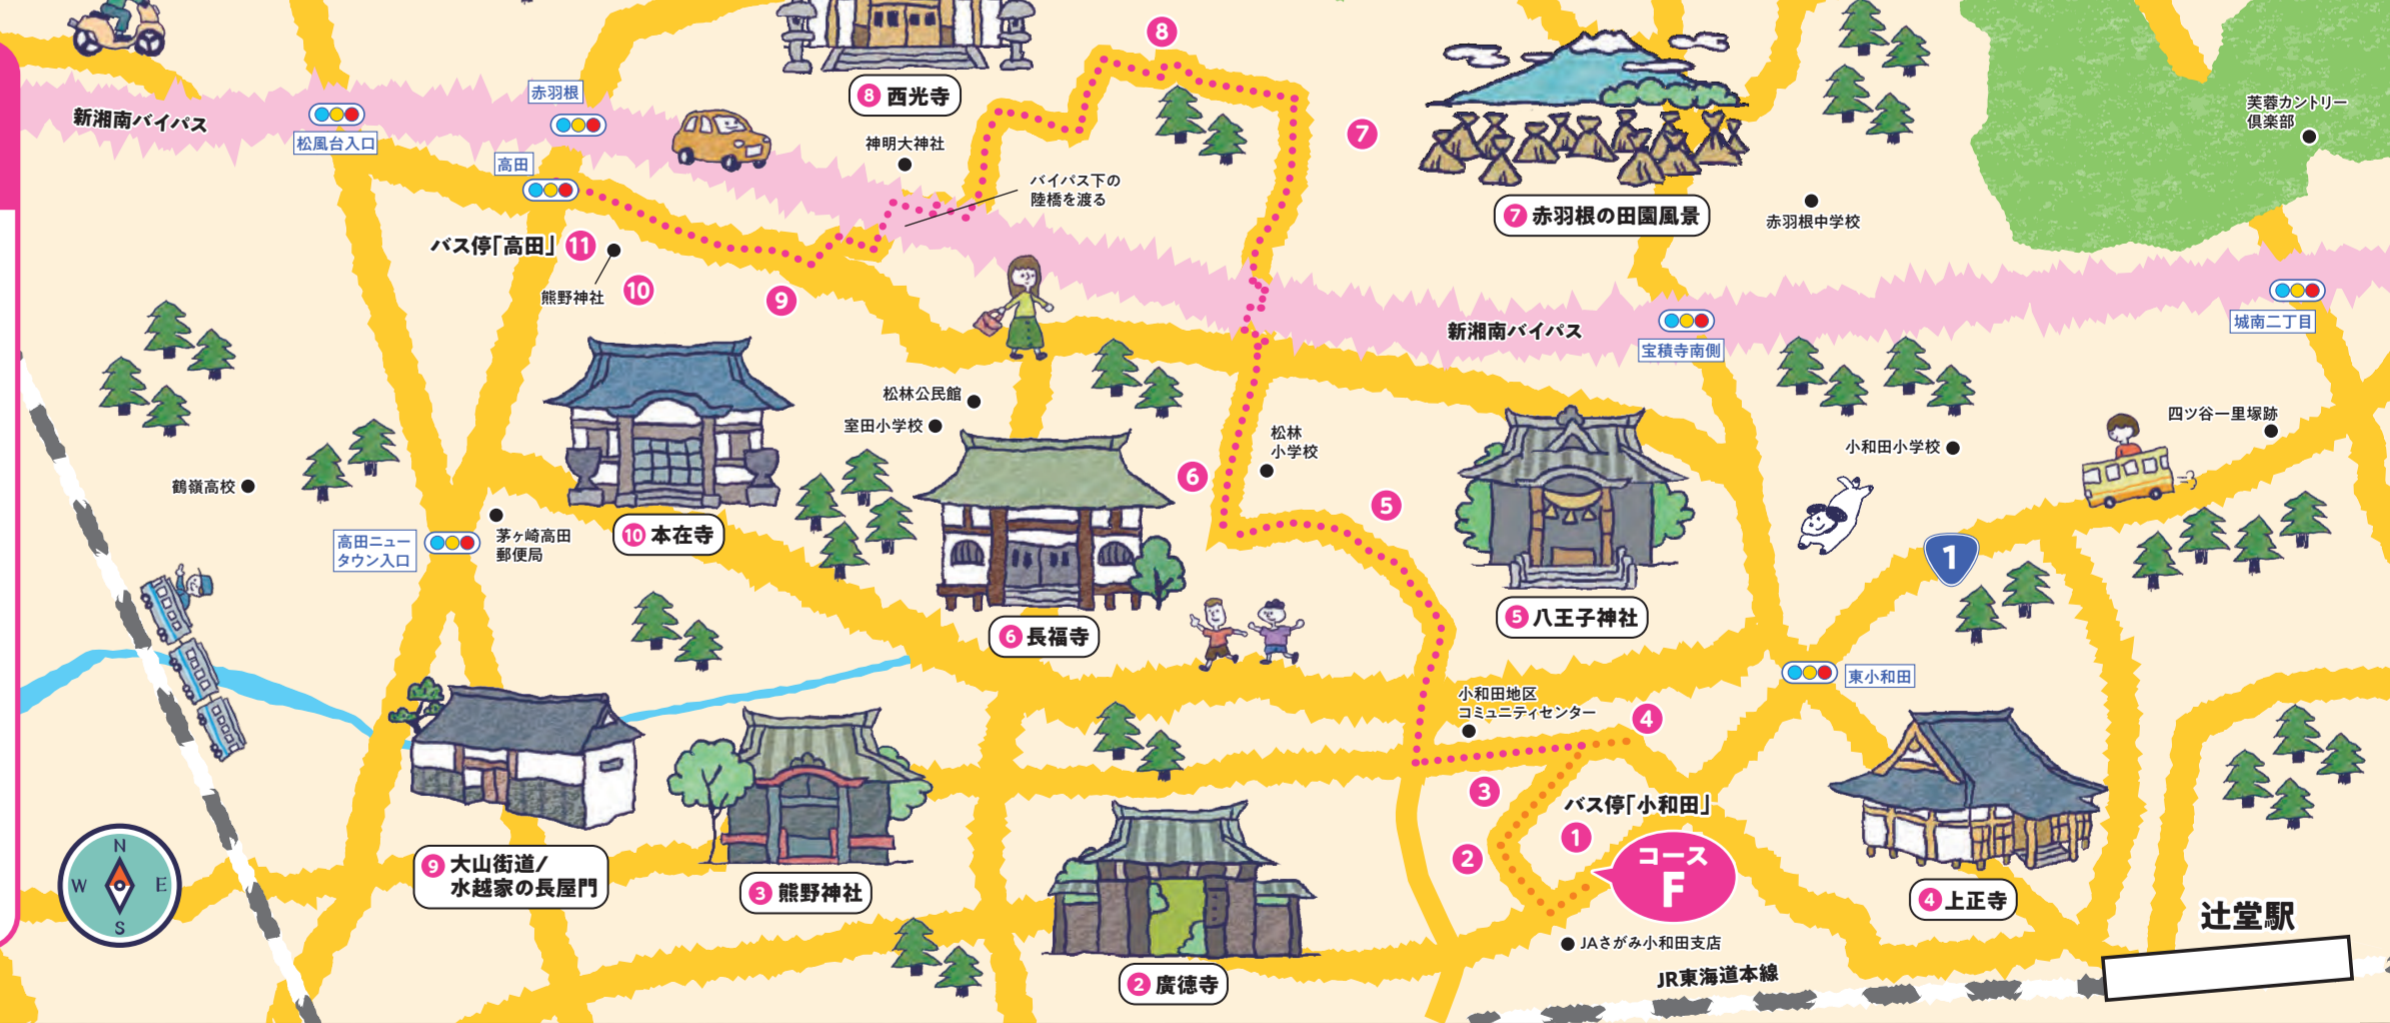 8
8 西光寺
赤羽根
新湘南バイパス
松風台入口
高田
神明大神社
バイパス下の
陸橋を渡る
7
7 赤羽根の田園風景
赤羽根中学校
芙蓉カントリー
倶楽部
バス停「高田」 11
熊野神社
10
9
新湘南バイパス
宝積寺南側
城南二丁目
松林公民館
室田小学校
松林
小学校
6
5
小和田小学校
四ツ谷一里塚跡
鶴嶺高校
高田ニュー
タウン入口
茅ヶ崎高田
郵便局
10 本在寺
1
6 長福寺
5 八王子神社
東小和田
小和田地区
コミュニティセンター
4
3
バス停「小和田」
1
2
コース
F
9 大山街道/
水越家の長屋門
3 熊野神社
4 上正寺
2 廣徳寺
JAさがみ小和田支店
JR東海道本線
辻堂駅
N
W
E
S